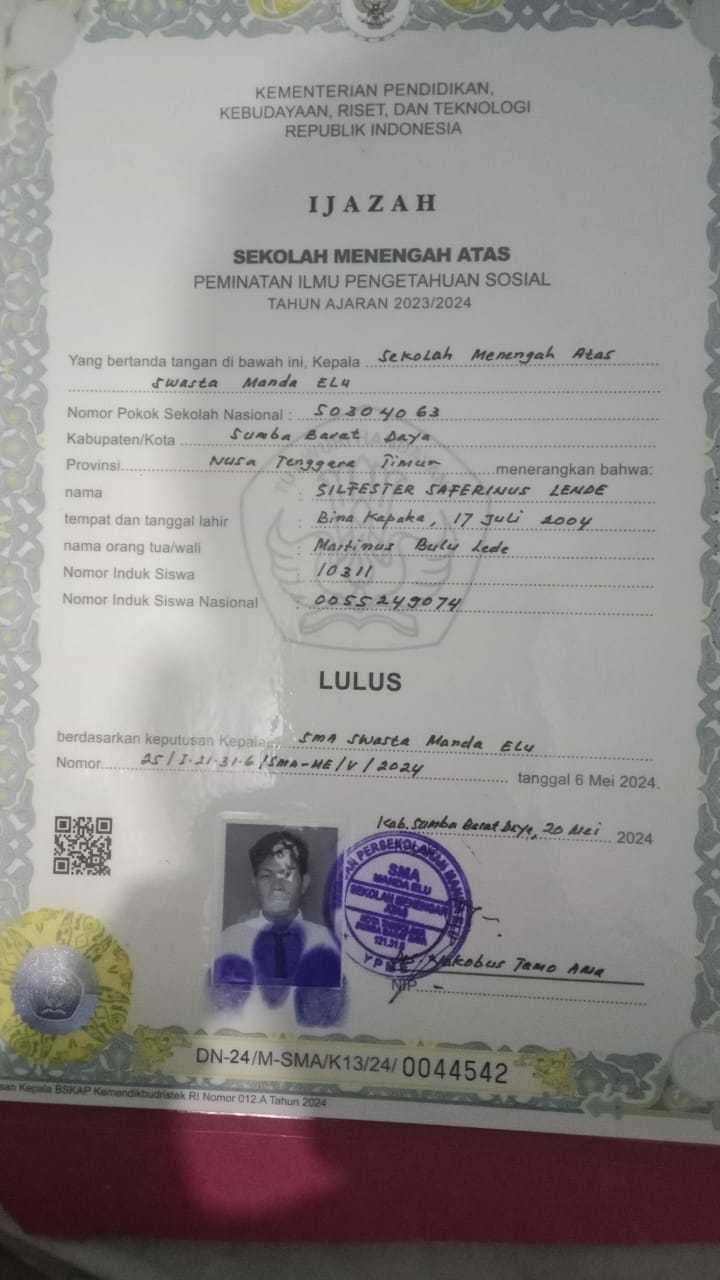 KEMENTERIAN PENDIDIKAN,
KEBUDAYAAN, RISET, DAN TEKNOLOGI
REPUBLIK INDONESIA
IJAZAH
SEKOLAH MENENGAH ATAS
PEMINATAN ILMU PENGETAHUAN SOSIAL
TAHUN AJARAN 2023/2024
Yang bertanda tangan di bawah ini, Kepala Sekolah Menengah Atas
Swasta Manda Elu
Nomor Pokok Sekolah Nasional : 50304063
Kabupaten/Kota Sumba Barat Daya
Provinsi Nusa Tenggara Timur menerangkan bahwa:
nama : SILFESTER SAFERINUS LENDE
tempat dan tanggal lahir : Bina Kapaka, 17 Juli 2004
nama orang tua/wali : Martinus Bulu Lede
Nomor Induk Siswa : 10311
Nomor Induk Siswa Nasional : 0055249074
LULUS
berdasarkan keputusan Kepala SMA Swasta Manda Elu
Nomor 25/I.21.31.6/SMA-ME/V/2024 tanggal 6 Mei 2024.
Kab. Sumba Barat Daya, 20 Mei 2024
SMA
MANDA ELU
SEKOLAH MENENGAH
ATAS
Yakobus Tamo Ama
NIP. -
DN-24/M-SMA/K13/24/ 0044542
Kepala BSKAP Kemendikbudristek RI Nomor 012.A Tahun 2024